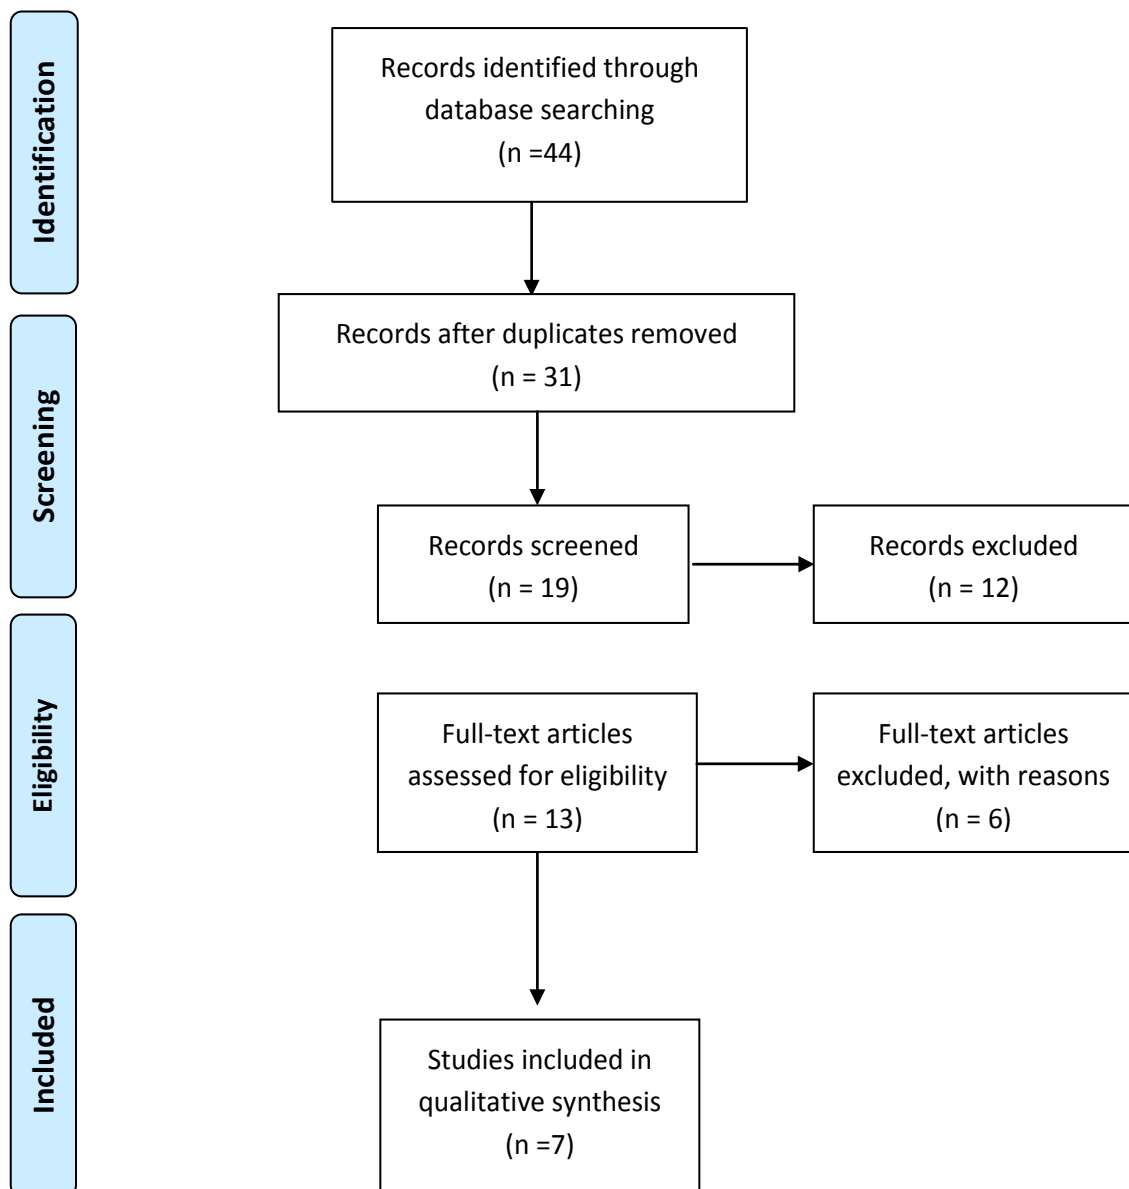 Identification
Records identified through
database searching
(n =44)
Records after duplicates removed
(n = 31)
Screening
Records screened
(n = 19)
Records excluded
(n = 12)
Eligibility
Full-text articles
assessed for eligibility
(n = 13)
Full-text articles
excluded, with reasons
(n = 6)
Included
Studies included in
qualitative synthesis
(n =7)